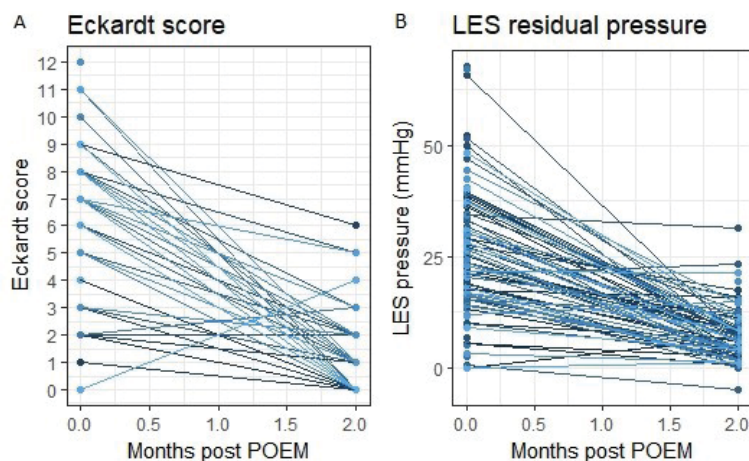 A
Eckardt score
Eckardt score
12
11
10
9
8
7
6
5
4
3
2
1
0
0.0 0.5 1.0 1.5 2.0
Months post POEM
B
LES residual pressure
LES pressure (mmHg)
50
25
0
0.0 0.5 1.0 1.5 2.0
Months post POEM